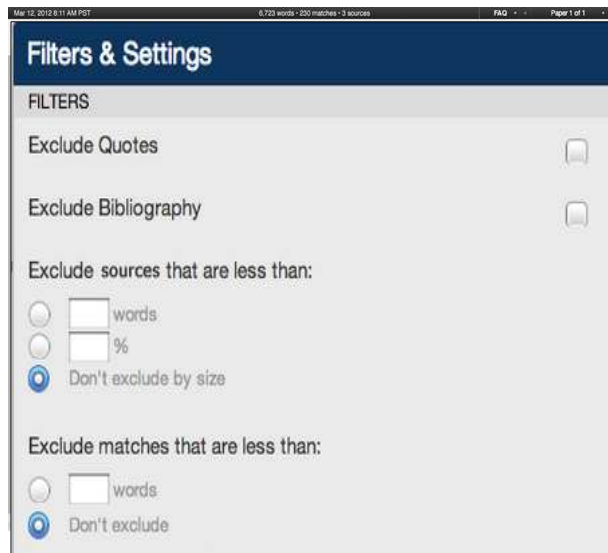 Mar 12, 2012 8:11 AM PST 6,723 words - 230 matches - 3 sources FAQ Paper 1 of 1
Filters & Settings
FILTERS
Exclude Quotes
Exclude Bibliography
Exclude sources that are less than:
words
%
Don't exclude by size
Exclude matches that are less than:
words
Don't exclude